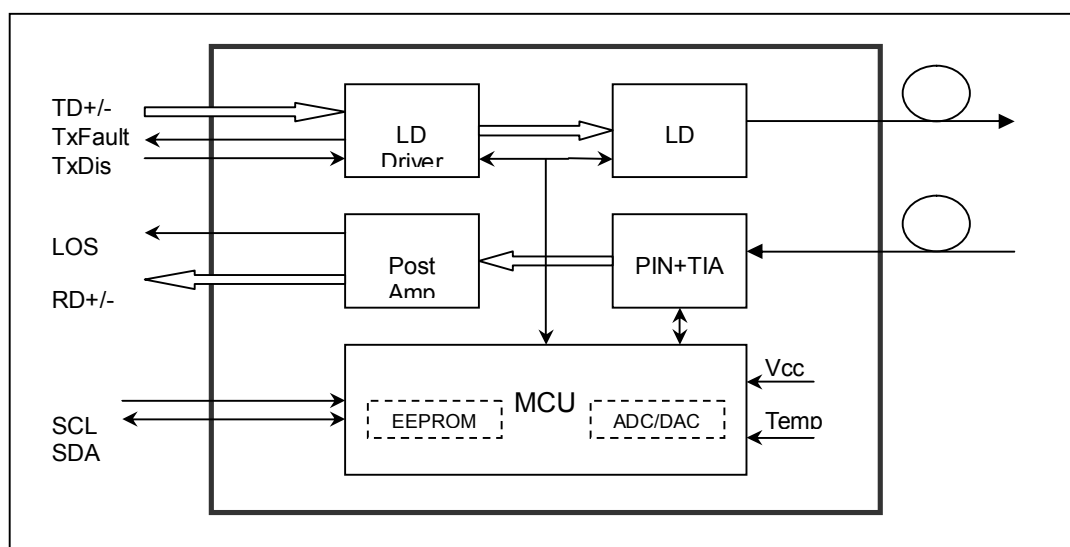 TD+/-
TxFault
TxDis
LD
Driver
LD
LOS
RD+/-
Post
Amp
PIN+TIA
SCL
SDA
MCU
EEPROM
ADC/DAC
Vcc
Temp